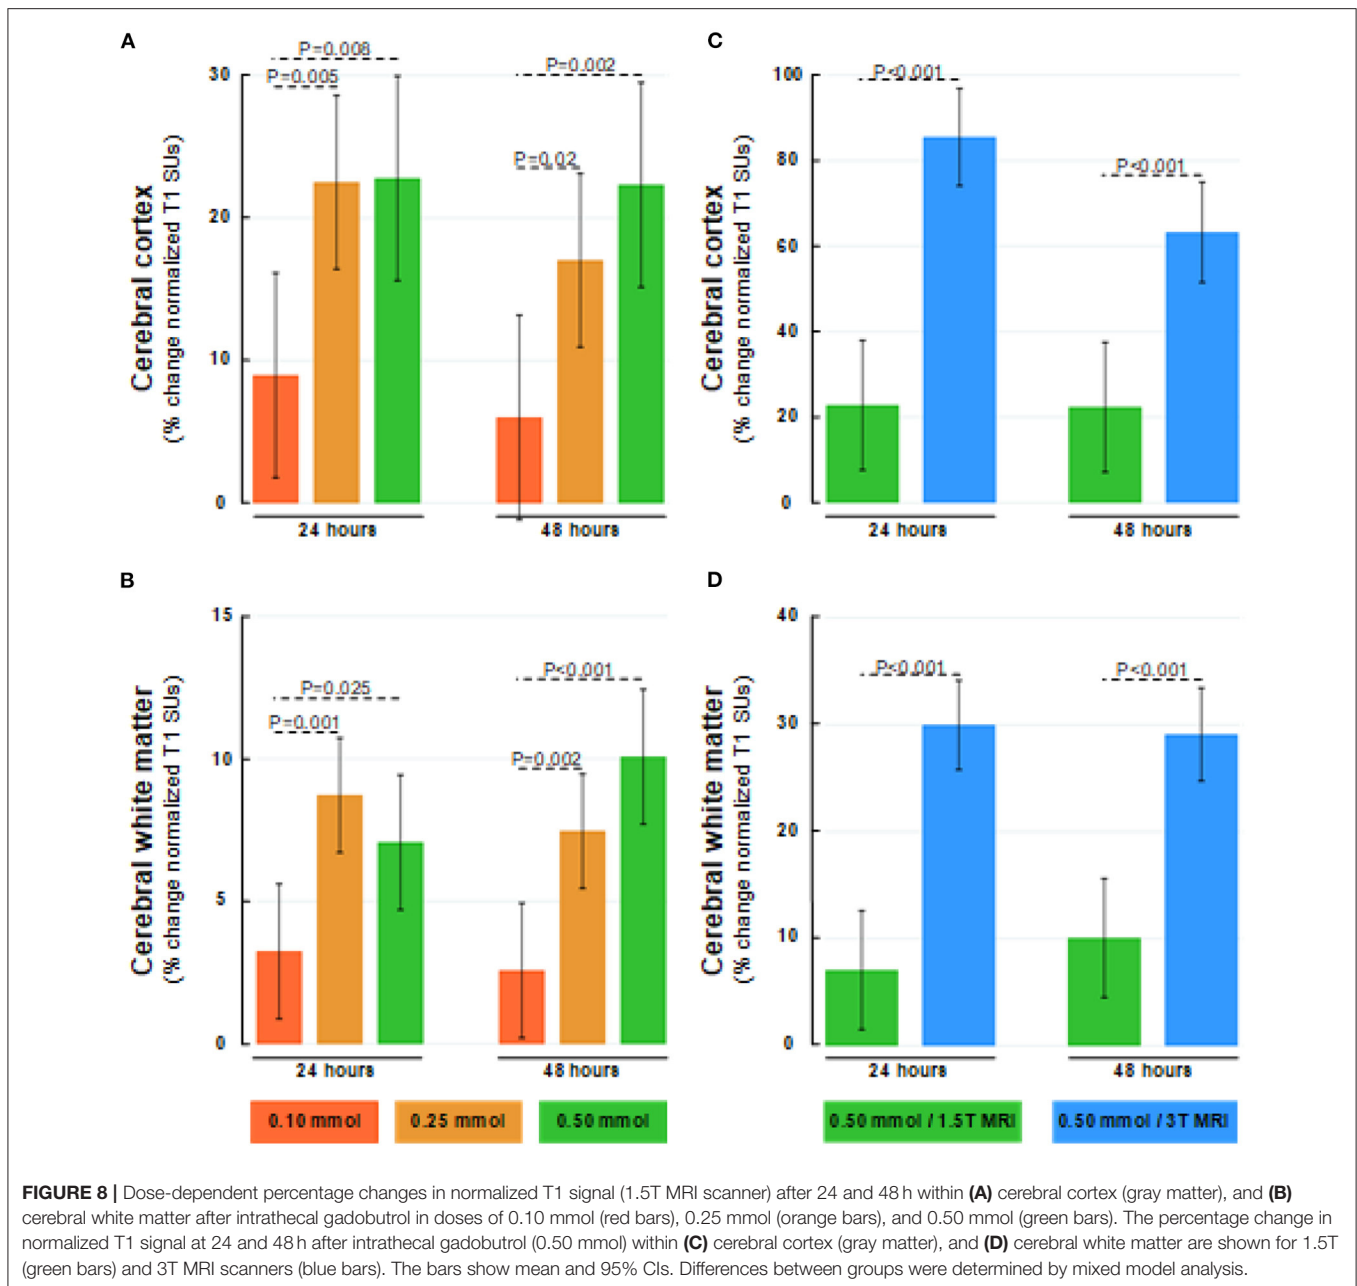 A
Cerebral cortex
(% change normalized T1 SUs)
30
20
10
0
P=0.008
P=0.005
P=0.002
P=0.02
24 hours
48 hours
C
Cerebral cortex
(% change normalized T1 SUs)
100
80
60
40
20
0
P<0.001
P<0.001
24 hours
48 hours
B
Cerebral white matter
(% change normalized T1 SUs)
15
10
5
0
P=0.025
P=0.001
P<0.001
P=0.002
24 hours
48 hours
0.10 mmol
0.25 mmol
0.50 mmol
D
Cerebral white matter
(% change normalized T1 SUs)
40
30
20
10
0
P<0.001
P<0.001
24 hours
48 hours
0.50 mmol / 1.5T MRI
0.50 mmol / 3T MRI
FIGURE 8 | Dose-dependent percentage changes in normalized T1 signal (1.5T MRI scanner) after 24 and 48 h within (A) cerebral cortex (gray matter), and (B)
cerebral white matter after intrathecal gadobutrol in doses of 0.10 mmol (red bars), 0.25 mmol (orange bars), and 0.50 mmol (green bars). The percentage change in
normalized T1 signal at 24 and 48 h after intrathecal gadobutrol (0.50 mmol) within (C) cerebral cortex (gray matter), and (D) cerebral white matter are shown for 1.5T
(green bars) and 3T MRI scanners (blue bars). The bars show mean and 95% CIs. Differences between groups were determined by mixed model analysis.